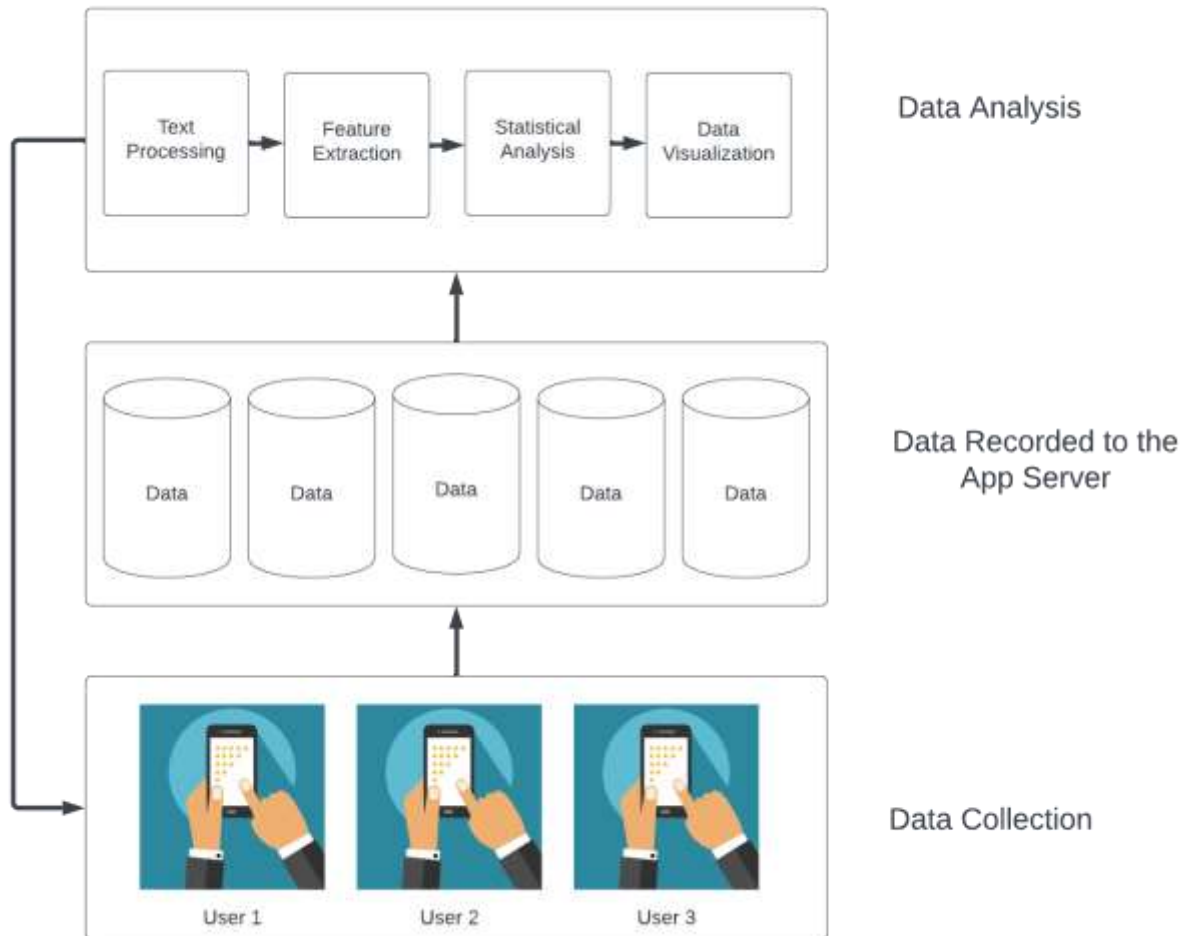 Text
Processing
Feature
Extraction
Statistical
Analysis
Data
Visualization
Data Analysis
Data
Data
Data
Data
Data
Data Recorded to the
App Server
Data Collection
User 1
User 2
User 3